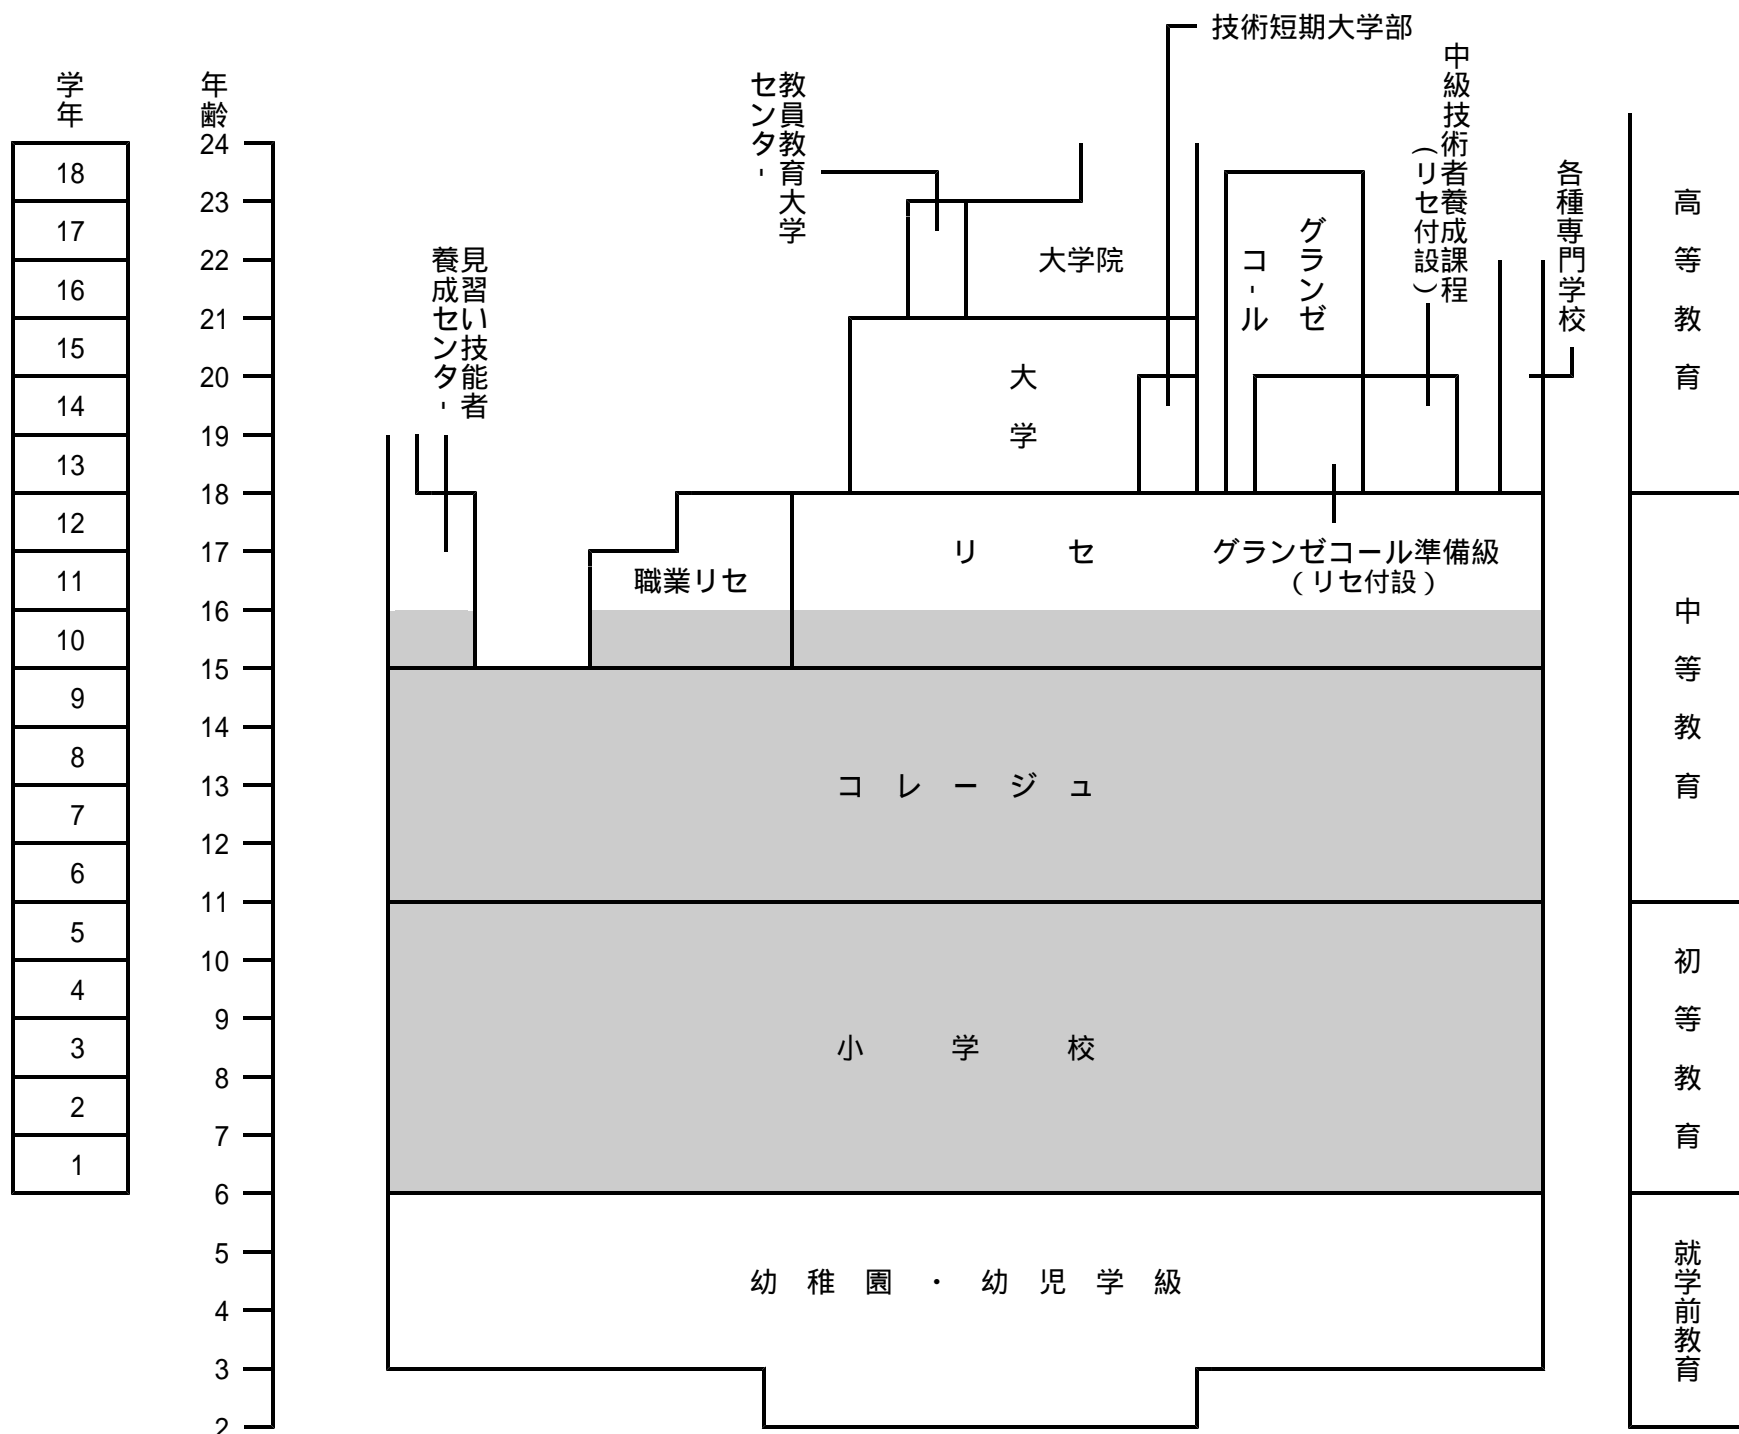 技術短期大学部
学年
年齢
教員教育大学
センタ-
中級技術者養成課程
(リセ付設)
各種専門学校
見習い技能者
養成センタ-
大学院
グランゼ
コ-ル
大学
リセ
グランゼコール準備級
(リセ付設)
職業リセ
コレージュ
小学校
幼稚園・幼児学級
高等教育
中等教育
初等教育
就学前教育
18
17
16
15
14
13
12
11
10
9
8
7
6
5
4
3
2
1
24
23
22
21
20
19
18
17
16
15
14
13
12
11
10
9
8
7
6
5
4
3
2